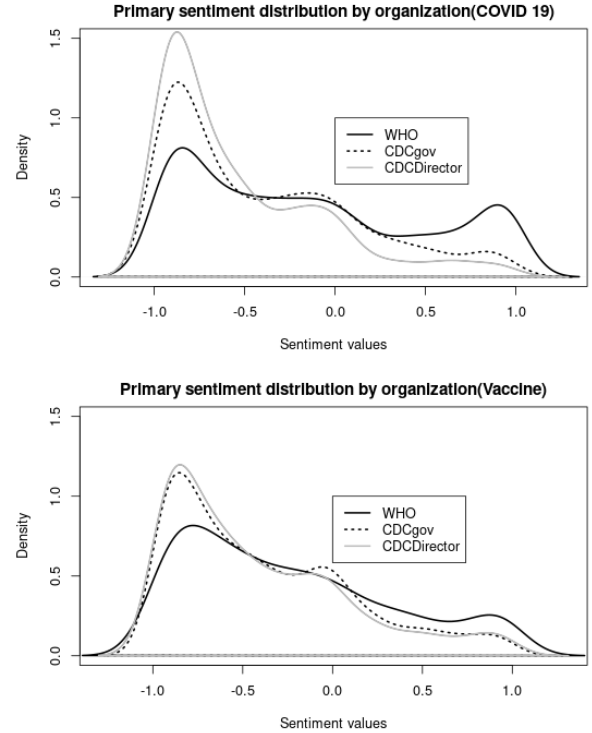 Primary sentiment distribution by organization(COVID 19)
1.5
1.0
0.5
0.0
Density
WHO
CDCgov
CDCDirector
-1.0 -0.5 0.0 0.5 1.0
Sentiment values
Primary sentiment distribution by organization(Vaccine)
1.5
1.0
0.5
0.0
Density
WHO
CDCgov
CDCDirector
-1.0 -0.5 0.0 0.5 1.0
Sentiment values